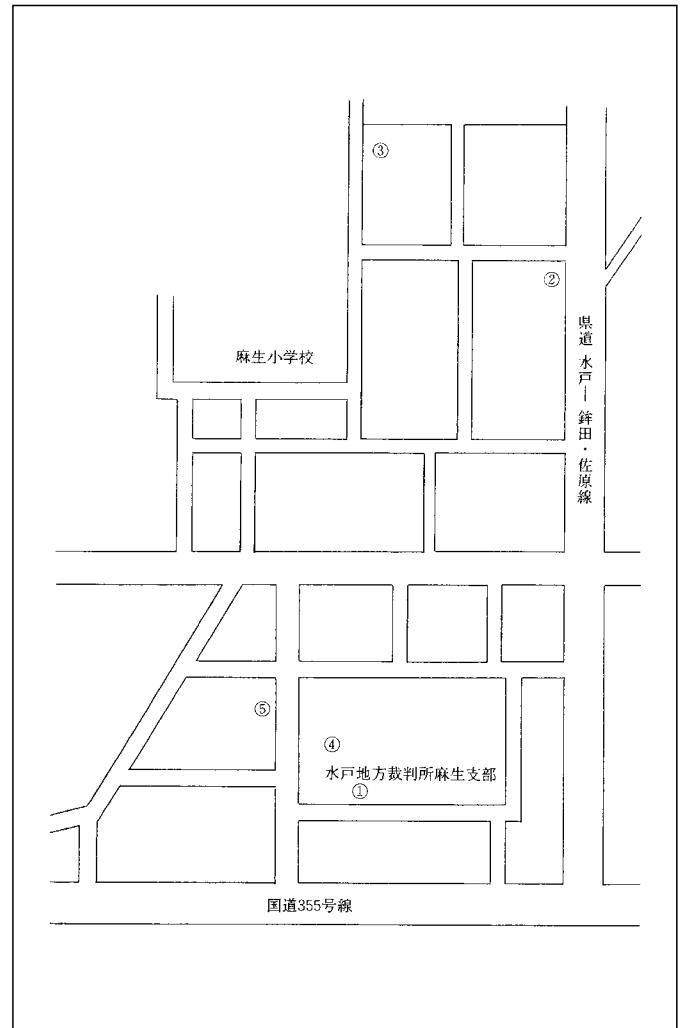 ③
②
県道 水戸―鉾田・佐原線
麻生小学校
⑤
④
水戸地方裁判所麻生支部
①
国道355号線